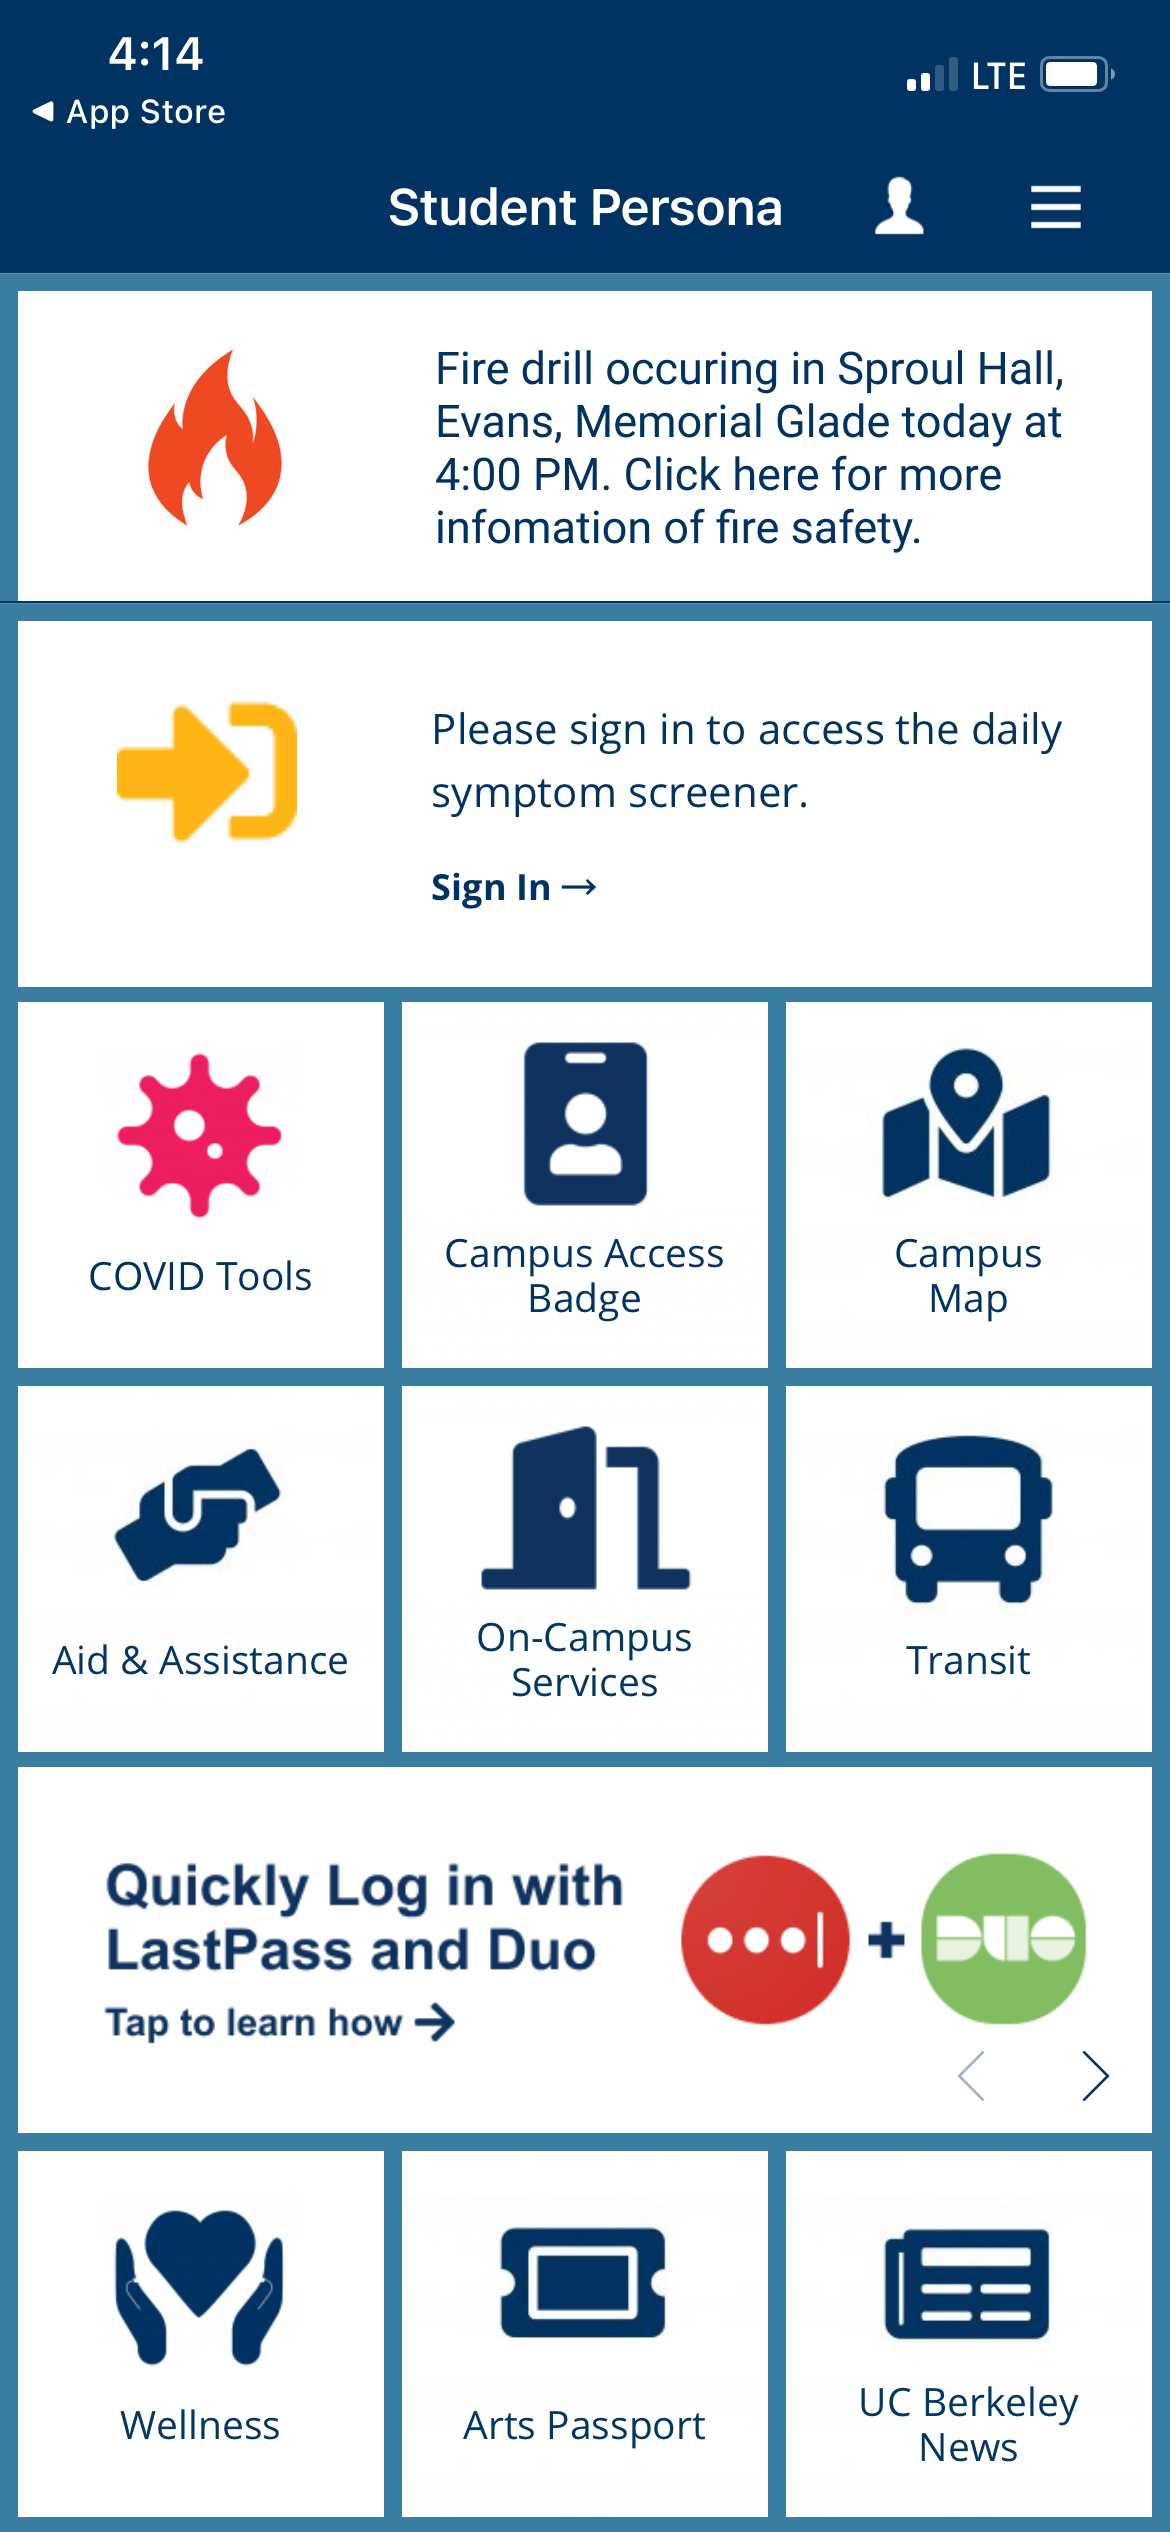 4:14
LTE
◀ App Store
Student Persona
Fire drill occuring in Sproul Hall,
Evans, Memorial Glade today at
4:00 PM. Click here for more
infomation of fire safety.
Please sign in to access the daily
symptom screener.
Sign In →
COVID Tools
Campus Access
Badge
Campus
Map
Aid & Assistance
On-Campus
Services
Transit
Quickly Log in with
LastPass and Duo
Tap to learn how →
+
DUO
Wellness
Arts Passport
UC Berkeley
News